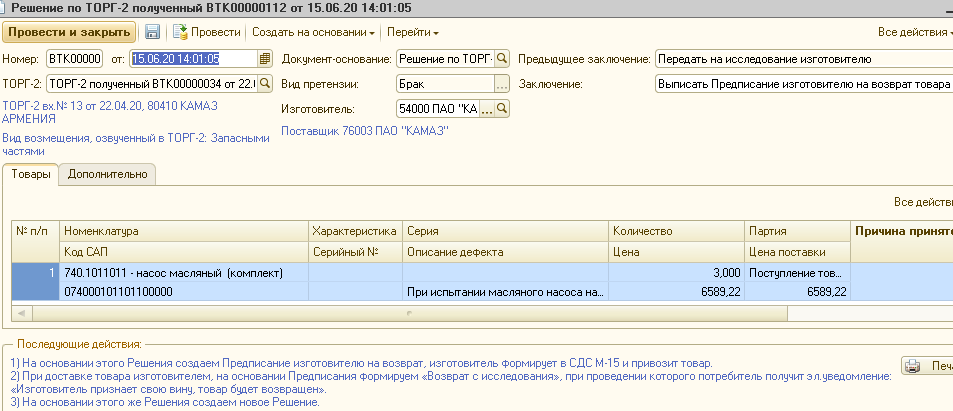 Решение по ТОРГ-2 полученный ВТК00000112 от 15.06.20 14:01:05
Провести и закрыть Провести Создать на основании Перейти Все действия
Номер: ВТК00000 от: 15.06.20 14:01:05 Документ-основание: Решение по ТОРГ- Предыдущее заключение: Передать на исследование изготовителю
ТОРГ-2: ТОРГ-2 полученный ВТК00000034 от 22.0 Вид претензии: Брак ... Заключение: Выписать Предписание изготовителю на возврат товара
ТОРГ-2 вх.№ 13 от 22.04.20, 80410 КАМАЗ АРМЕНИЯ Изготовитель: 54000 ПАО "КА ...
Поставщик 76003 ПАО "КАМАЗ"
Вид возмещения, озвученный в ТОРГ-2: Запасными частями
Товары Дополнительно
Все действ
№ п/п Номенклатура Характеристика Серия Количество Партия Причина принят
Код САП Серийный № Описание дефекта Цена Цена поставки
1 740.1011011 - насос масляный (комплект) 3,000 Поступление тов...
074000101101100000 При испытании масляного насоса на... 6589,22 6589,22
Последующие действия:
1) На основании этого Решения создаем Предписание изготовителю на возврат, изготовитель формирует в СДС М-15 и привозит товар.
Печ
2) При доставке товара изготовителем, на основании Предписания формируем «Возврат с исследования», при проведении которого потребитель получит эл.уведомление:
«Изготовитель признает свою вину, товар будет возвращен».
3) На основании этого же Решения создаем новое Решение.